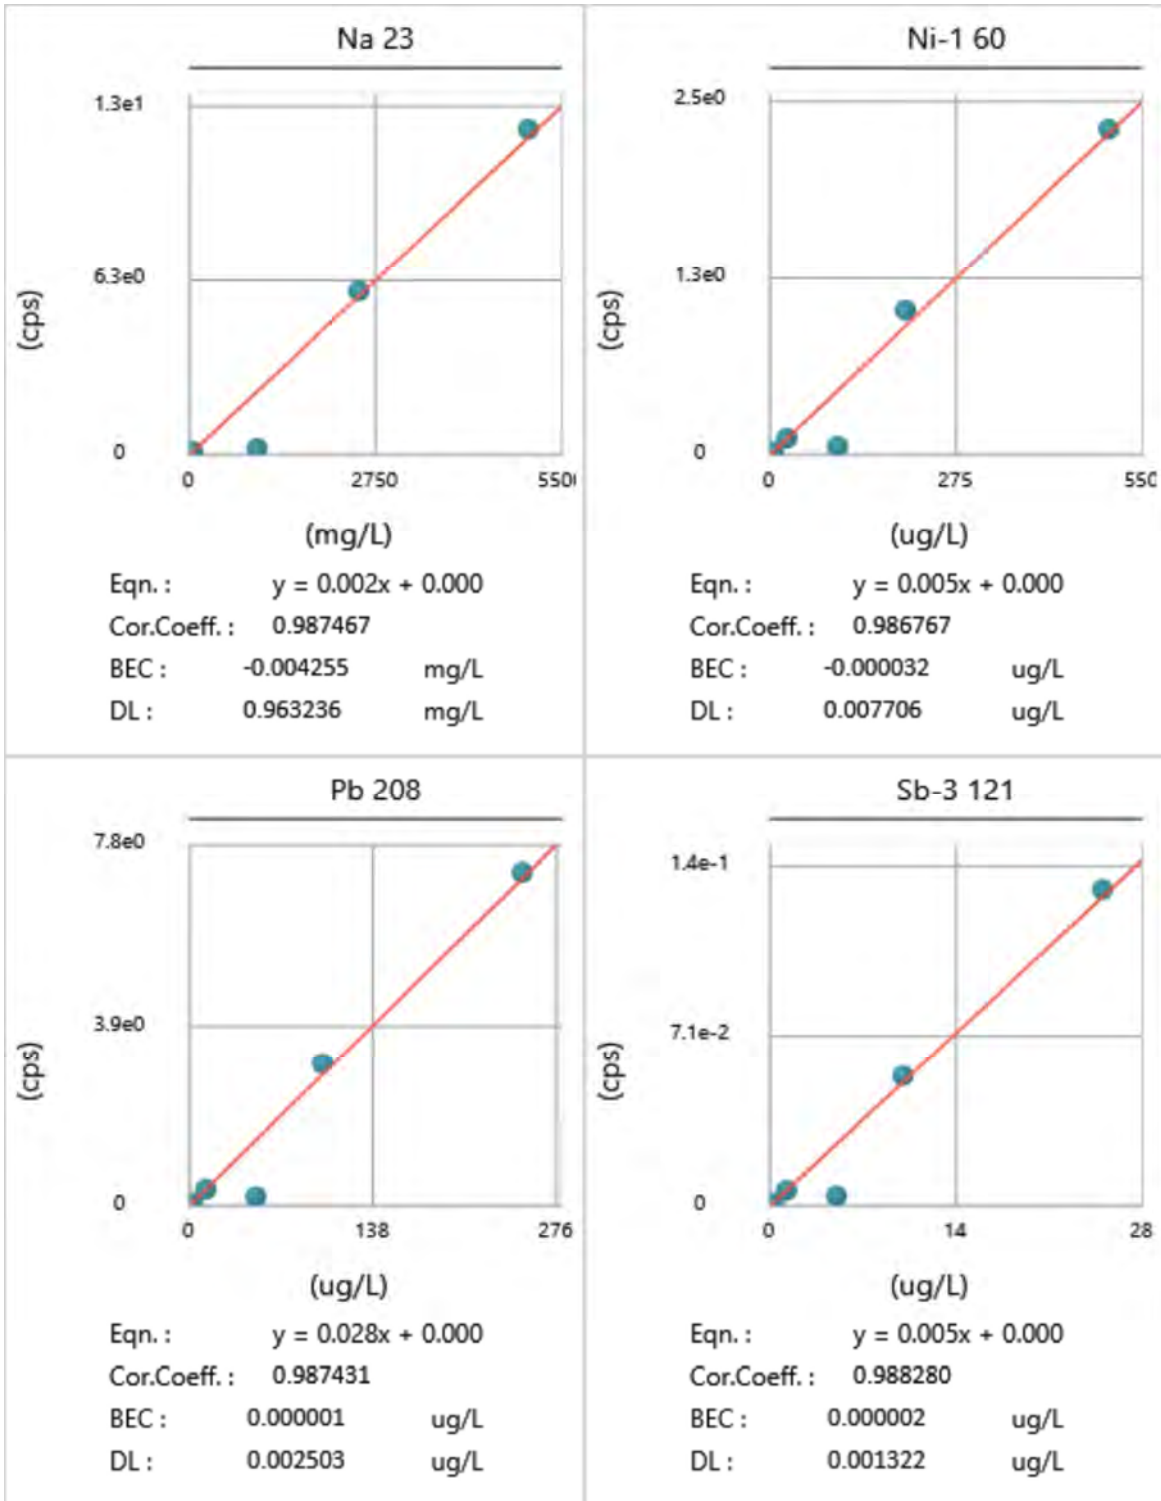 Na 23
1.3e1
6.3e0
0
(cps)
0 2750 550
(mg/L)
Eqn. : y = 0.002x + 0.000
Cor.Coeff. : 0.987467
BEC : -0.004255 mg/L
DL : 0.963236 mg/L
Ni-1 60
2.5e0
1.3e0
0
(cps)
0 275 550
(ug/L)
Eqn. : y = 0.005x + 0.000
Cor.Coeff. : 0.986767
BEC : -0.000032 ug/L
DL : 0.007706 ug/L
Pb 208
7.8e0
3.9e0
0
(cps)
0 138 276
(ug/L)
Eqn. : y = 0.028x + 0.000
Cor.Coeff. : 0.987431
BEC : 0.000001 ug/L
DL : 0.002503 ug/L
Sb-3 121
1.4e-1
7.1e-2
0
(cps)
0 14 28
(ug/L)
Eqn. : y = 0.005x + 0.000
Cor.Coeff. : 0.988280
BEC : 0.000002 ug/L
DL : 0.001322 ug/L